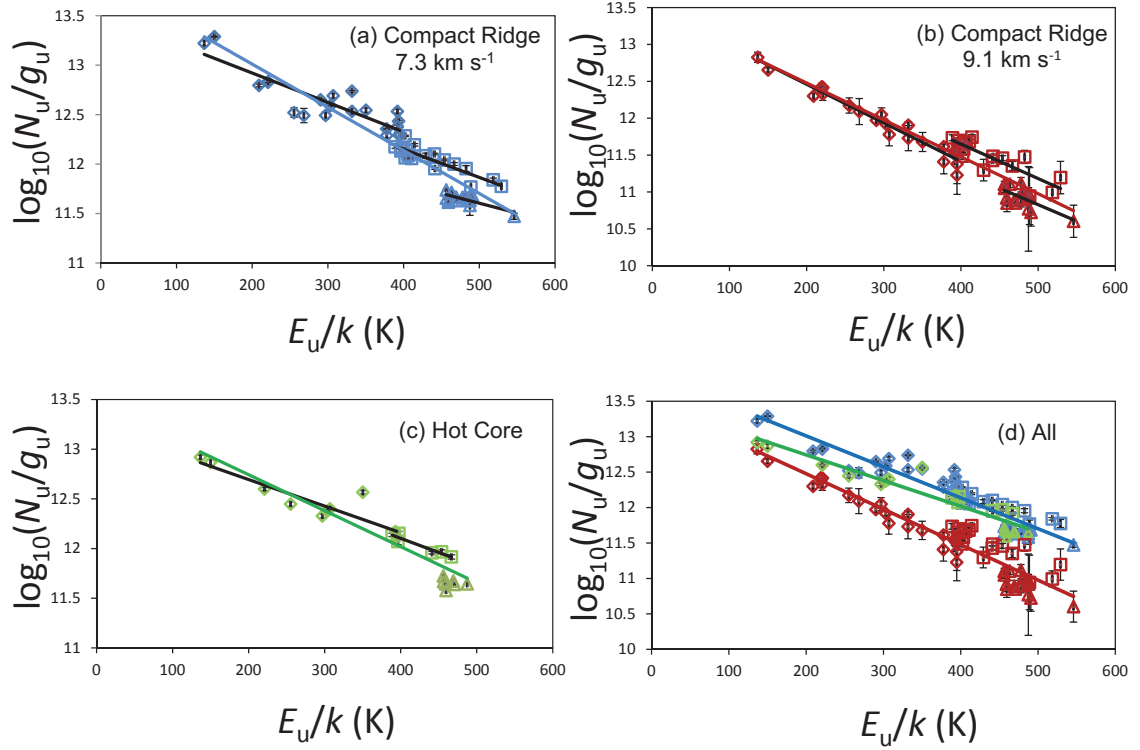 (a) Compact Ridge
7.3 km s⁻¹
log₁₀(Nᵤ/gᵤ)
13.5
13
12.5
12
11.5
11
0 100 200 300 400 500 600
Eᵤ/k (K)
(b) Compact Ridge
9.1 km s⁻¹
log₁₀(Nᵤ/gᵤ)
13.5
13
12.5
12
11.5
11
10.5
10
0 100 200 300 400 500 600
Eᵤ/k (K)
(c) Hot Core
log₁₀(Nᵤ/gᵤ)
13.5
13
12.5
12
11.5
11
0 100 200 300 400 500 600
Eᵤ/k (K)
(d) All
log₁₀(Nᵤ/gᵤ)
13.5
13
12.5
12
11.5
11
10.5
10
0 100 200 300 400 500 600
Eᵤ/k (K)